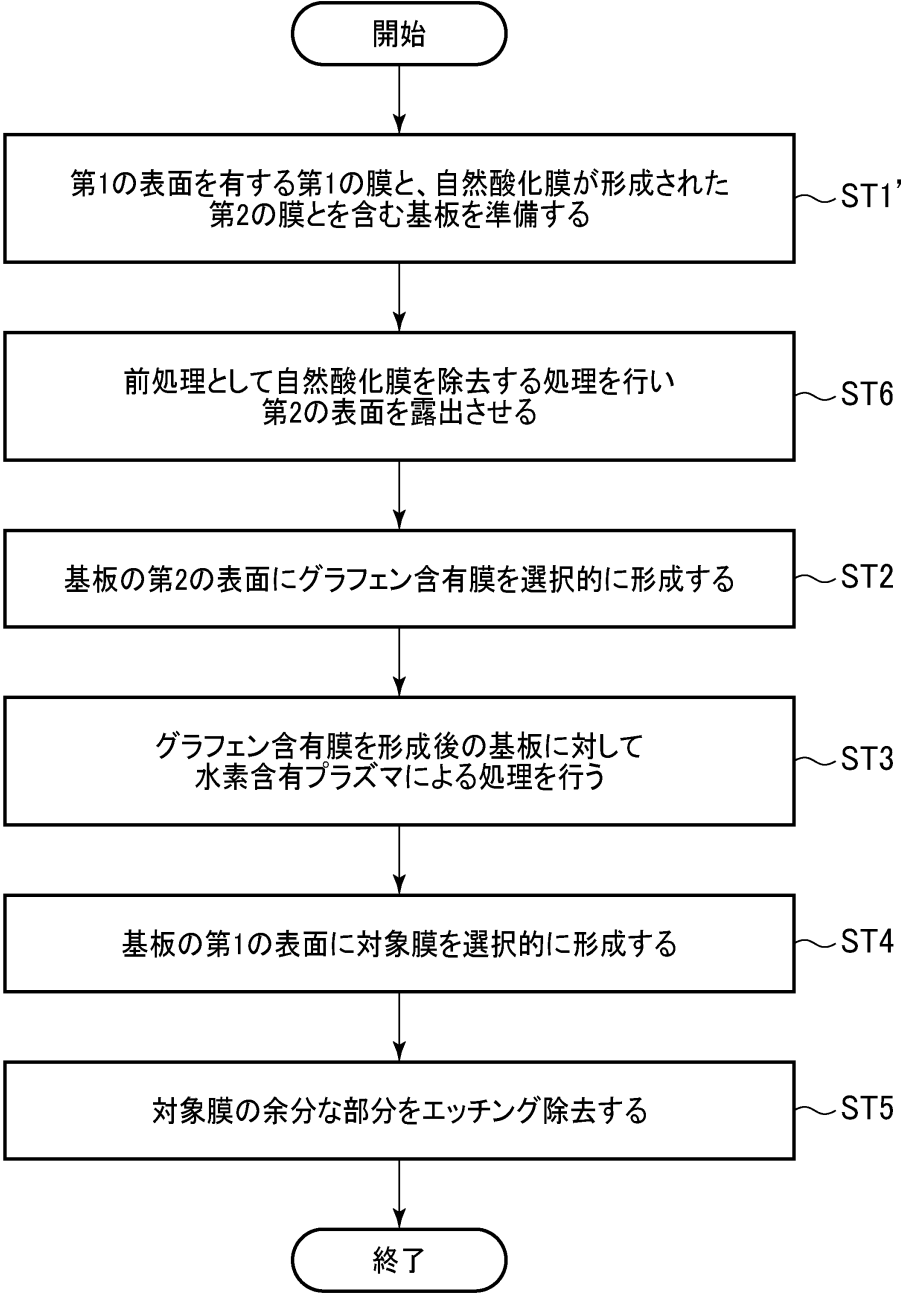 開始
第1の表面を有する第1の膜と、自然酸化膜が形成された
第2の膜とを含む基板を準備する
ST1’
前処理として自然酸化膜を除去する処理を行い
第2の表面を露出させる
ST6
基板の第2の表面にグラフェン含有膜を選択的に形成する
ST2
グラフェン含有膜を形成後の基板に対して
水素含有プラズマによる処理を行う
ST3
基板の第1の表面に対象膜を選択的に形成する
ST4
対象膜の余分な部分をエッチング除去する
ST5
終了